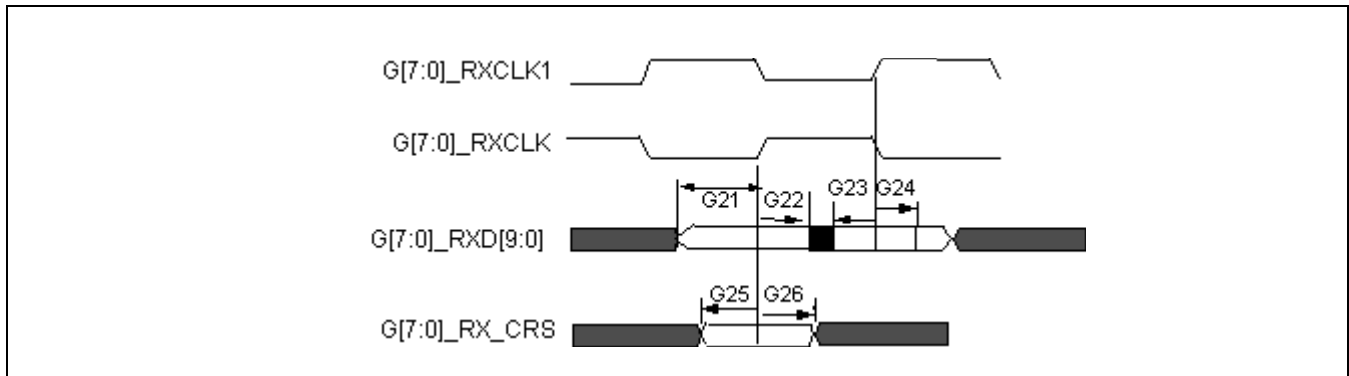 G[7:0]_RXCLK1
G[7:0]_RXCLK
G21 G22 G23 G24
G[7:0]_RXD[9:0]
G25 G26
G[7:0]_RX_CRS